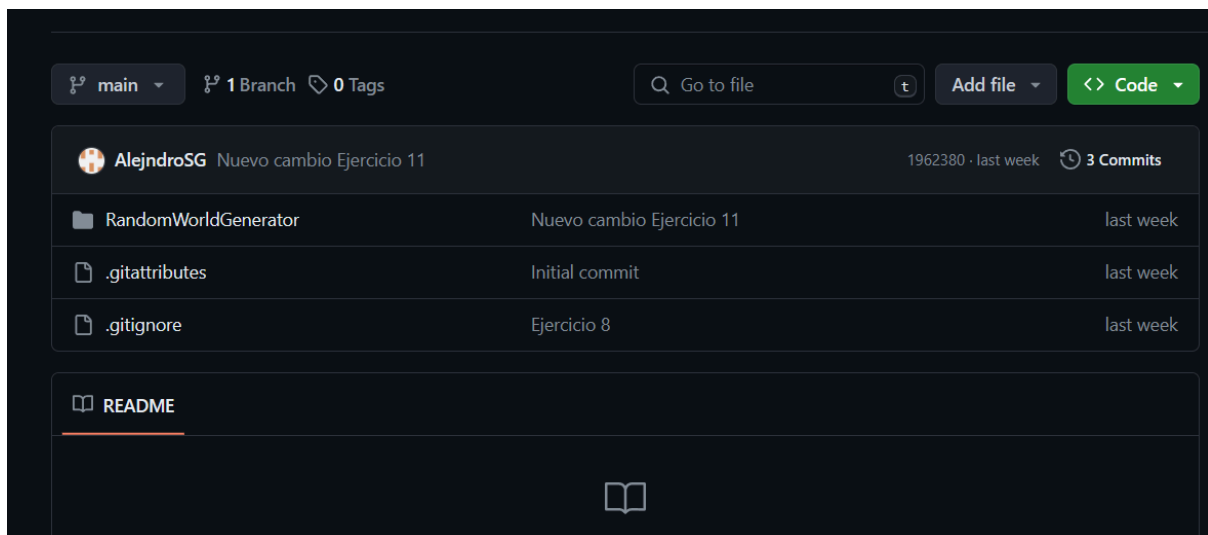 main 1 Branch 0 Tags Go to file t Add file <> Code
AlejndroSG Nuevo cambio Ejercicio 11 1962380 · last week 3 Commits
RandomWorldGenerator Nuevo cambio Ejercicio 11 last week
.gitattributes Initial commit last week
.gitignore Ejercicio 8 last week
README